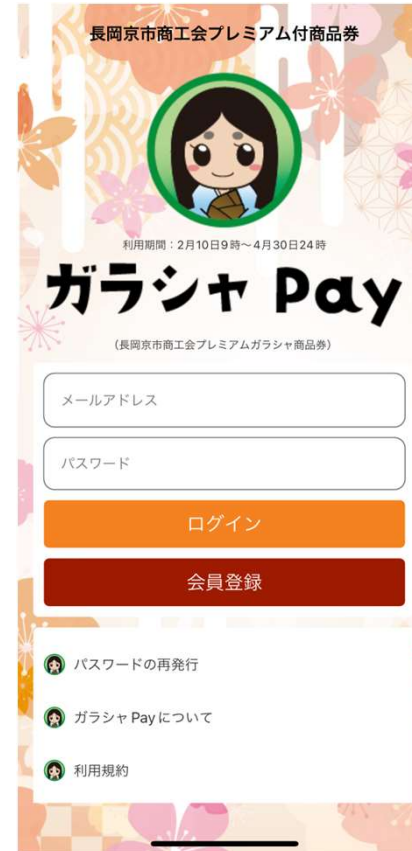 長岡京市商工会プレミアム付商品券
利用期間：2月10日9時～4月30日24時
ガラシャ Pay
（長岡京市商工会プレミアムガラシャ商品券）
メールアドレス
パスワード
ログイン
会員登録
パスワードの再発行
ガラシャ Pay について
利用規約